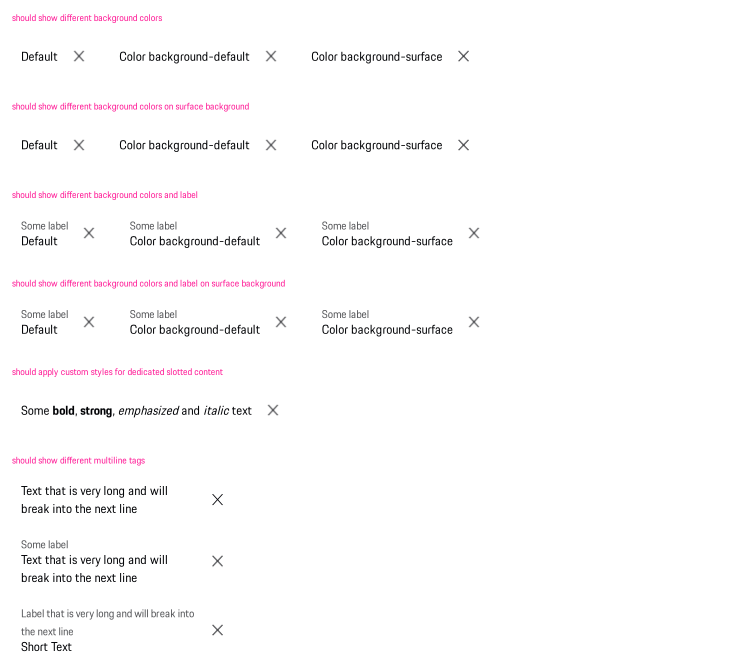 should show different background colors
Default Color background-default Color background-surface
should show different background colors on surface background
Default Color background-default Color background-surface
should show different background colors and label
Some label Some label Some label
Default Color background-default Color background-surface
should show different background colors and label on surface background
Some label Some label Some label
Default Color background-default Color background-surface
should apply custom styles for dedicated slotted content
Some bold, strong, emphasized and italic text
should show different multiline tags
Text that is very long and will
break into the next line
Some label
Text that is very long and will
break into the next line
Label that is very long and will break into
the next line
Short Text